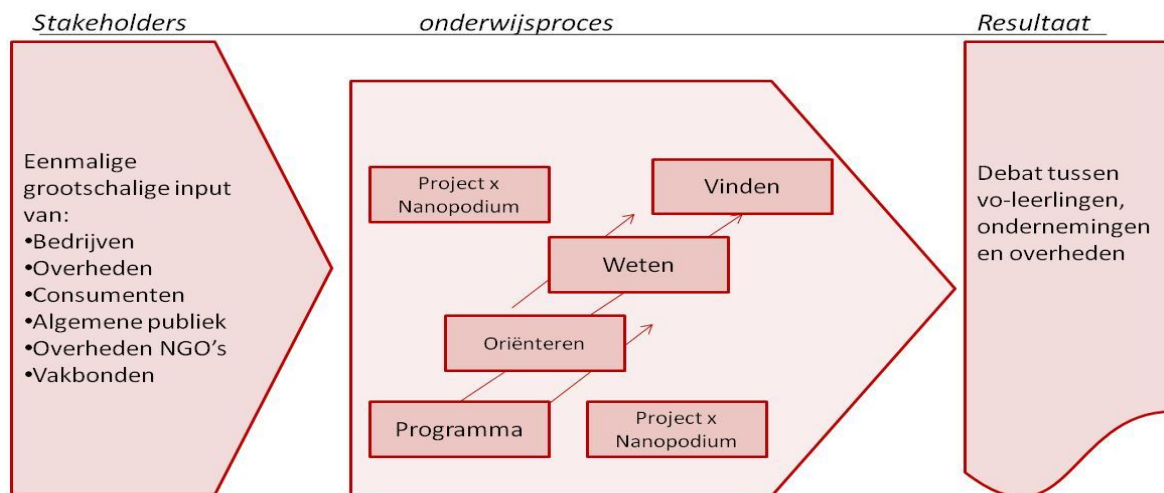 Stakeholders
onderwijsproces
Resultaat
Eenmalige
grootschalige input
van:
•Bedrijven
•Overheden
•Consumenten
•Algemene publiek
•Overheden NGO’s
•Vakbonden
Project x
Nanopodium
Vinden
Weten
Oriënteren
Programma
Project x
Nanopodium
Debat tussen
vo-leerlingen,
ondernemingen
en overheden